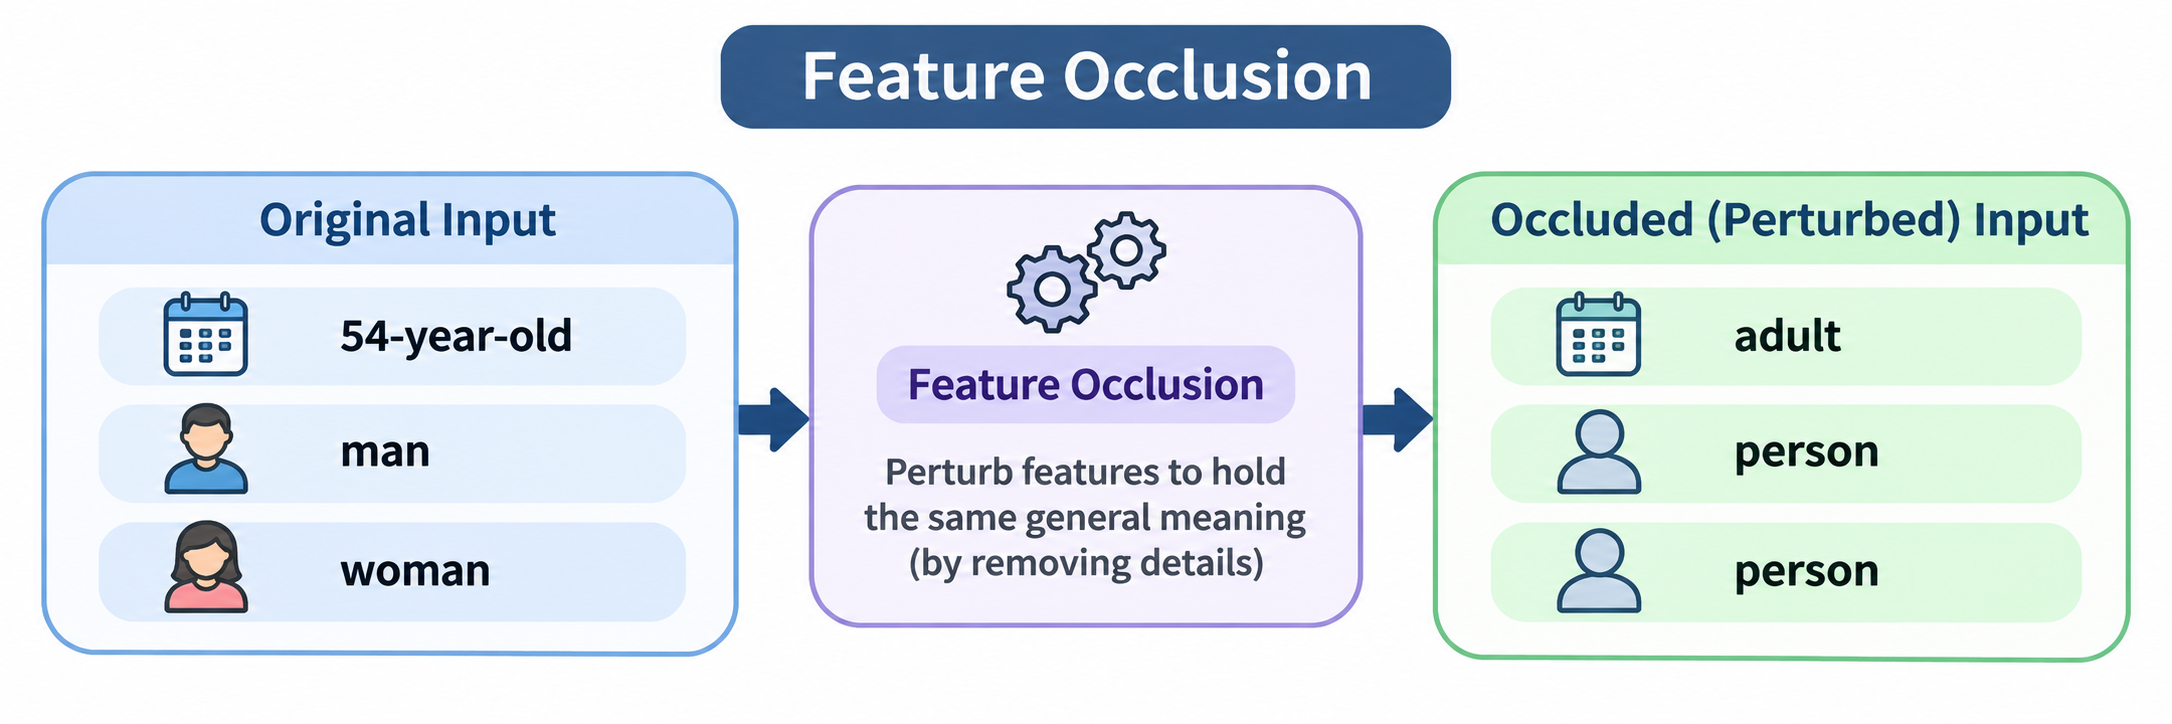 Feature Occlusion
Original Input
54-year-old
man
woman
Feature Occlusion
Perturb features to hold
the same general meaning
(by removing details)
Occluded (Perturbed) Input
adult
person
person